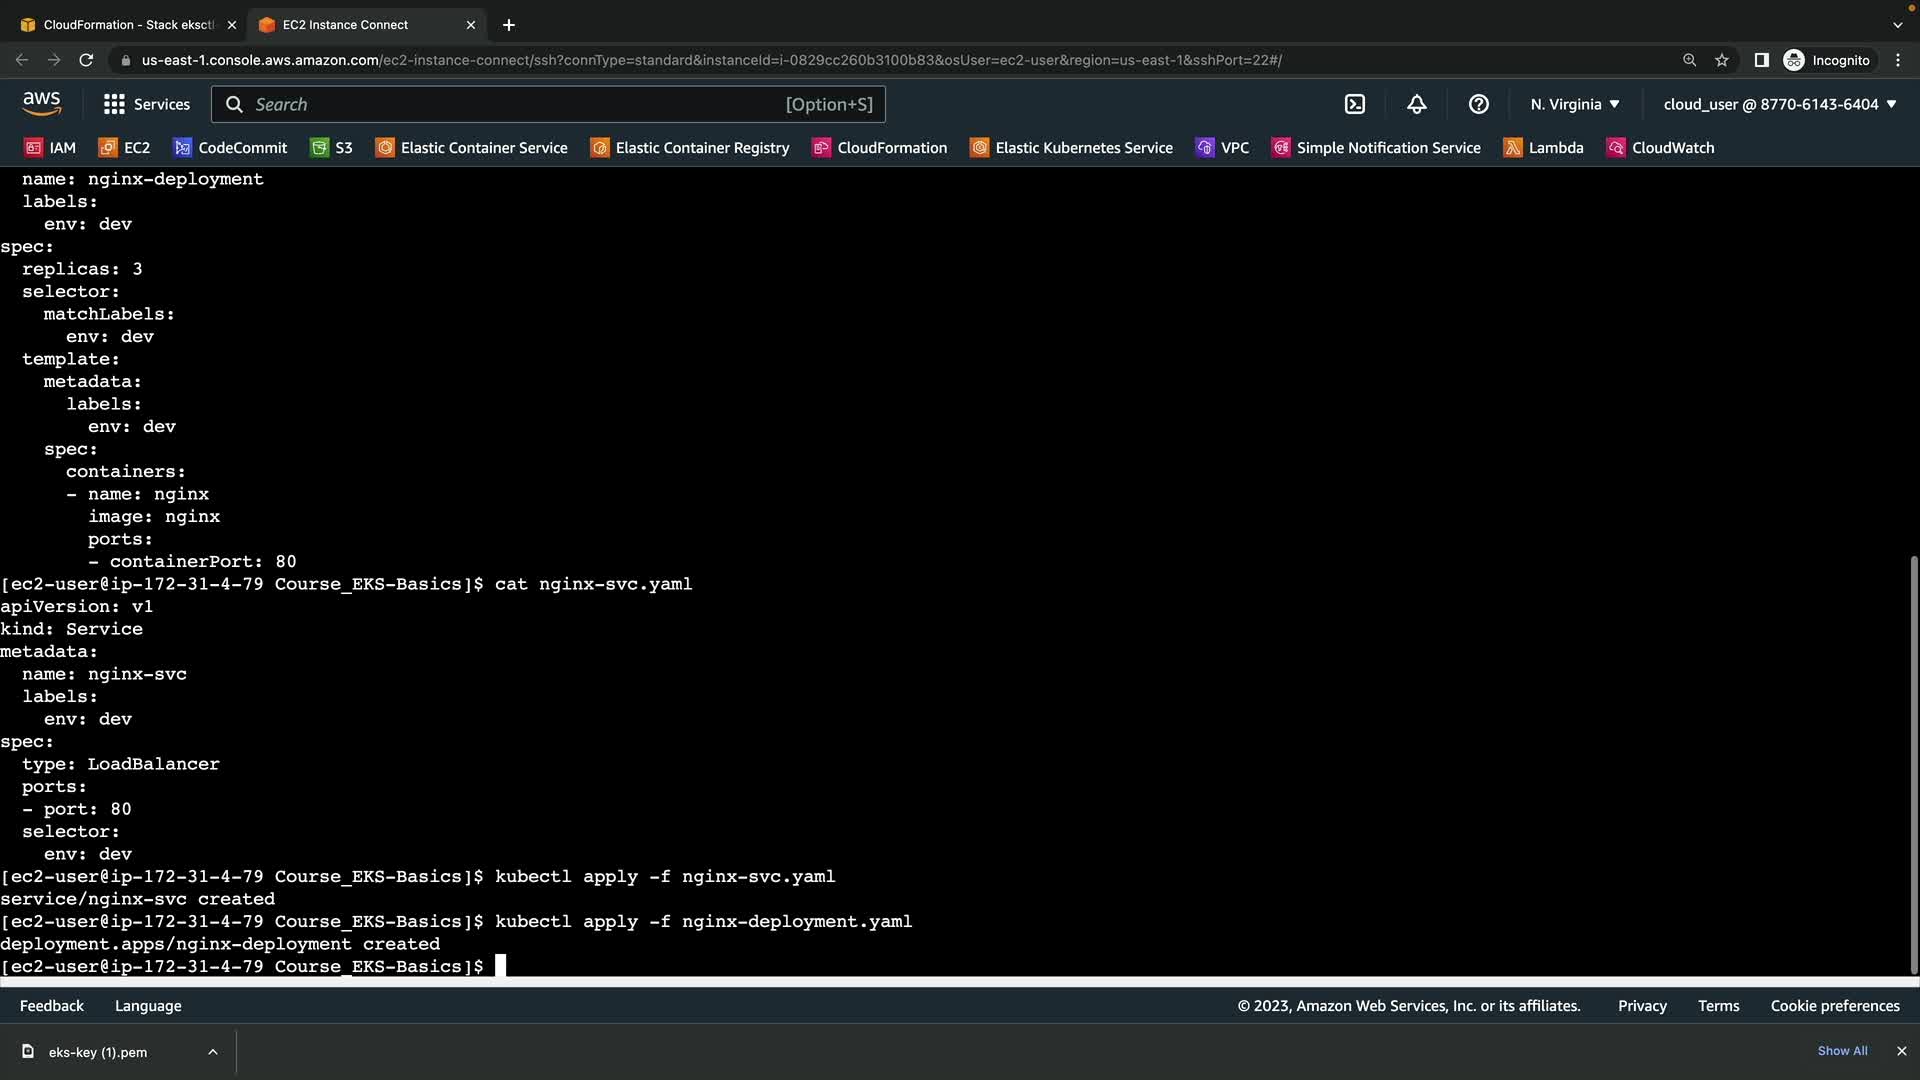 CloudFormation - Stack eksctl
EC2 Instance Connect
us-east-1.console.aws.amazon.com/ec2-instance-connect/ssh?connType=standard&instanceId=i-0829cc260b3100b83&osUser=ec2-user&region=us-east-1&sshPort=22#/
Incognito
aws
Services
Search
[Option+S]
N. Virginia
cloud_user @ 8770-6143-6404
IAM
EC2
CodeCommit
S3
Elastic Container Service
Elastic Container Registry
CloudFormation
Elastic Kubernetes Service
VPC
Simple Notification Service
Lambda
CloudWatch
  name: nginx-deployment
  labels:
    env: dev
spec:
  replicas: 3
  selector:
    matchLabels:
      env: dev
  template:
    metadata:
      labels:
        env: dev
    spec:
      containers:
      - name: nginx
        image: nginx
        ports:
        - containerPort: 80
[ec2-user@ip-172-31-4-79 Course_EKS-Basics]$ cat nginx-svc.yaml
apiVersion: v1
kind: Service
metadata:
  name: nginx-svc
  labels:
    env: dev
spec:
  type: LoadBalancer
  ports:
  - port: 80
  selector:
    env: dev
[ec2-user@ip-172-31-4-79 Course_EKS-Basics]$ kubectl apply -f nginx-svc.yaml
service/nginx-svc created
[ec2-user@ip-172-31-4-79 Course_EKS-Basics]$ kubectl apply -f nginx-deployment.yaml
deployment.apps/nginx-deployment created
[ec2-user@ip-172-31-4-79 Course_EKS-Basics]$
Feedback
Language
© 2023, Amazon Web Services, Inc. or its affiliates.
Privacy
Terms
Cookie preferences
eks-key (1).pem
Show All